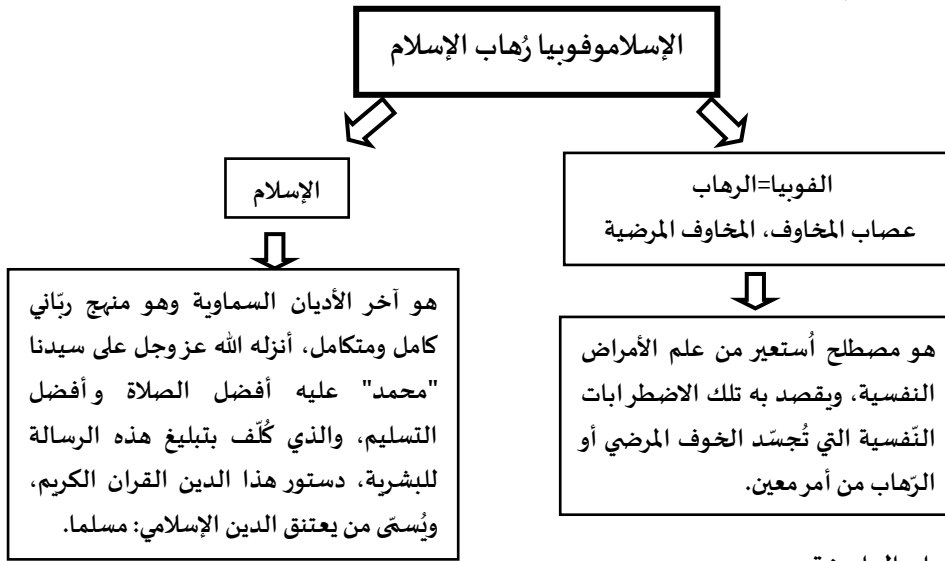 الإسلاموفوبيا رُهاب الإسلام
الفوبيا=الرهاب
عصاب المخاوف، المخاوف المرضية
هو مصطلح أُستعير من علم الأمراض
النفسية، ويقصد به تلك الاضطرابات
النّفسية التي تُجسّد الخوف المرضي أو
الرّهاب من أمر معين.
الإسلام
هو آخر الأديان السماوية وهو منهج ربّاني
كامل ومتكامل، أنزله الله عز وجل على سيدنا
"محمد" عليه أفضل الصلاة وأفضل
التسليم، والذي كُلّف بتبليغ هذه الرسالة
للبشرية، دستور هذا الدين القران الكريم،
ويُسمّى من يعتنق الدين الإسلامي: مسلما.